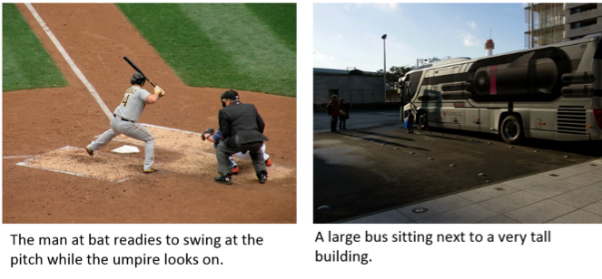 The man at bat readies to swing at the
pitch while the umpire looks on.
A large bus sitting next to a very tall
building.